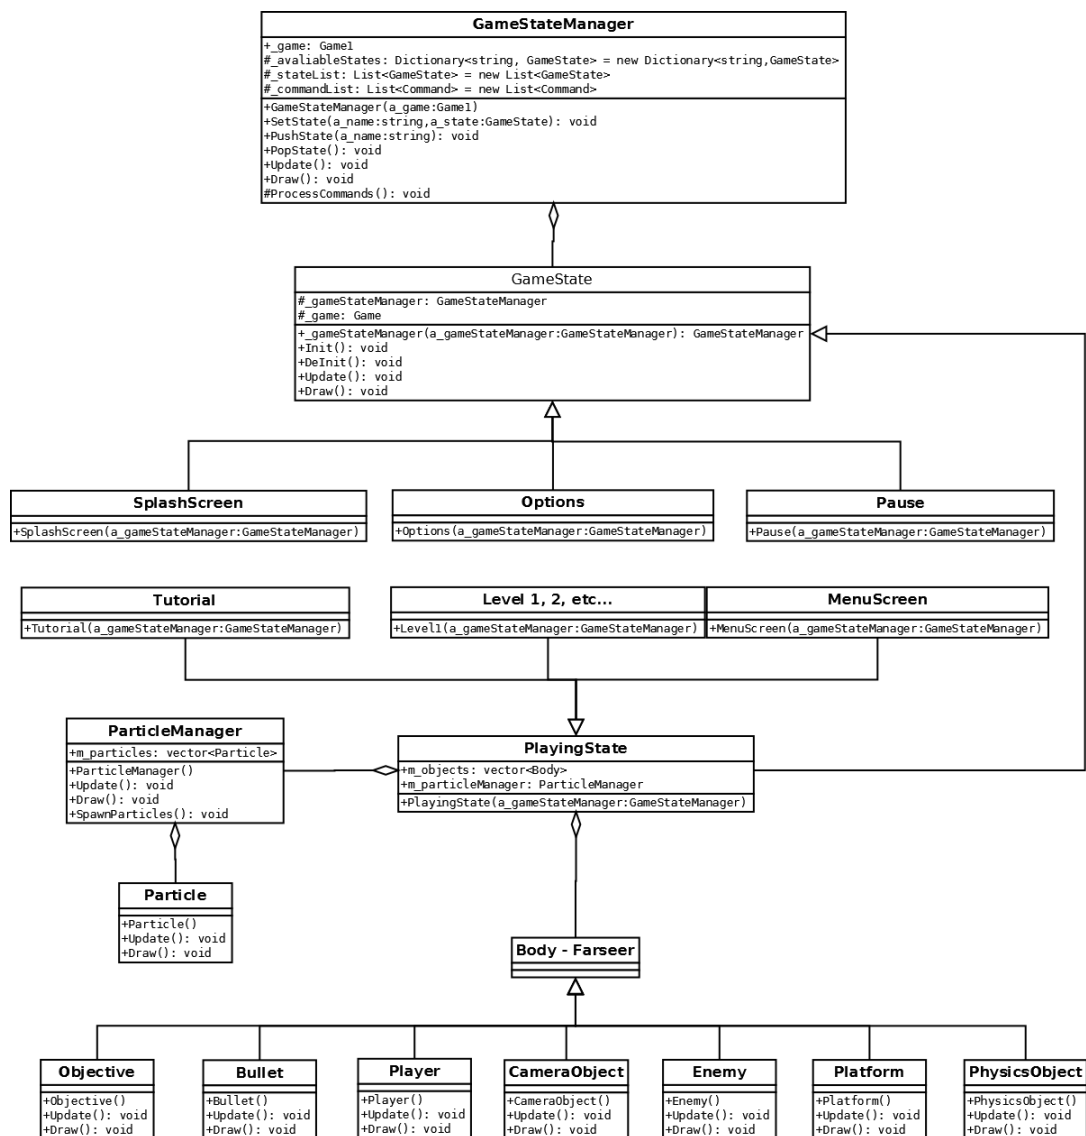 GameStateManager
+_game: Game1
#_avaliableStates: Dictionary<string, GameState> = new Dictionary<string,GameState>
#_stateList: List<GameState> = new List<GameState>
#_commandList: List<Command> = new List<Command>
+GameStateManager(a_game:Game1)
+SetState(a_name:string,a_state:GameState): void
+PushState(a_name:string): void
+PopState(): void
+Update(): void
+Draw(): void
#ProcessCommands(): void
GameState
#_gameStateManager: GameStateManager
#_game: Game
+_gameStateManager(a_gameStateManager:GameStateManager): GameStateManager
+Init(): void
+DeInit(): void
+Update(): void
+Draw(): void
SplashScreen
+SplashScreen(a_gameStateManager:GameStateManager)
Options
+Options(a_gameStateManager:GameStateManager)
Pause
+Pause(a_gameStateManager:GameStateManager)
Tutorial
+Tutorial(a_gameStateManager:GameStateManager)
Level 1, 2, etc...
+Level1(a_gameStateManager:GameStateManager)
MenuScreen
+MenuScreen(a_gameStateManager:GameStateManager)
ParticleManager
+m_particles: vector<Particle>
+ParticleManager()
+Update(): void
+Draw(): void
+SpawnParticles(): void
PlayingState
+m_objects: vector<Body>
+m_particleManager: ParticleManager
+PlayingState(a_gameStateManager:GameStateManager)
Particle
+Particle()
+Update(): void
+Draw(): void
Body - Farseer
Objective
+Objective()
+Update(): void
+Draw(): void
Bullet
+Bullet()
+Update(): void
+Draw(): void
Player
+Player()
+Update(): void
+Draw(): void
CameraObject
+CameraObject()
+Update(): void
+Draw(): void
Enemy
+Enemy()
+Update(): void
+Draw(): void
Platform
+Platform()
+Update(): void
+Draw(): void
PhysicsObject
+PhysicsObject()
+Update(): void
+Draw(): void